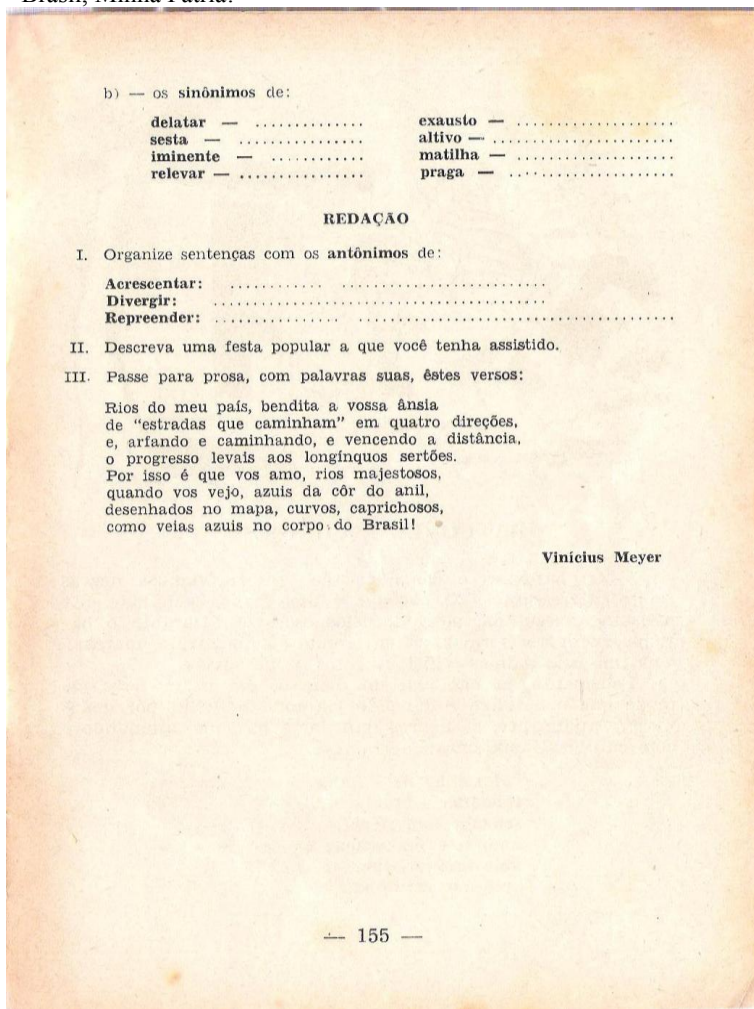 Brasil, Minha Pátria!
b) — os sinônimos de:
delatar — .............. exausto — ....................
sesta — ................ altivo — .......................
iminente — ............ matilha — ....................
relevar — ................ praga — .....................
REDAÇÃO
I. Organize sentenças com os antônimos de:
Acrescentar: ............ ..........................
Divergir: ..........................................
Repreender: ................ ........................................
II. Descreva uma festa popular a que você tenha assistido.
III. Passe para prosa, com palavras suas, êstes versos:
Rios do meu país, bendita a vossa ânsia
de “estradas que caminham” em quatro direções,
e, arfando e caminhando, e vencendo a distância,
o progresso levais aos longínquos sertões.
Por isso é que vos amo, rios majestosos,
quando vos vejo, azuis da côr do anil,
desenhados no mapa, curvos, caprichosos,
como veias azuis no corpo do Brasil!
Vinícius Meyer
— 155 —